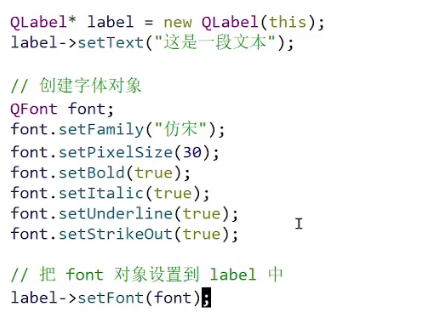 QLabel* label = new QLabel(this);
label->setText("这是一段文本");
// 创建字体对象
QFont font;
font.setFamily("仿宋");
font.setPixelSize(30);
font.setBold(true);
font.setItalic(true);
font.setUnderline(true);
font.setStrikeOut(true);
// 把 font 对象设置到 label 中
label->setFont(font);